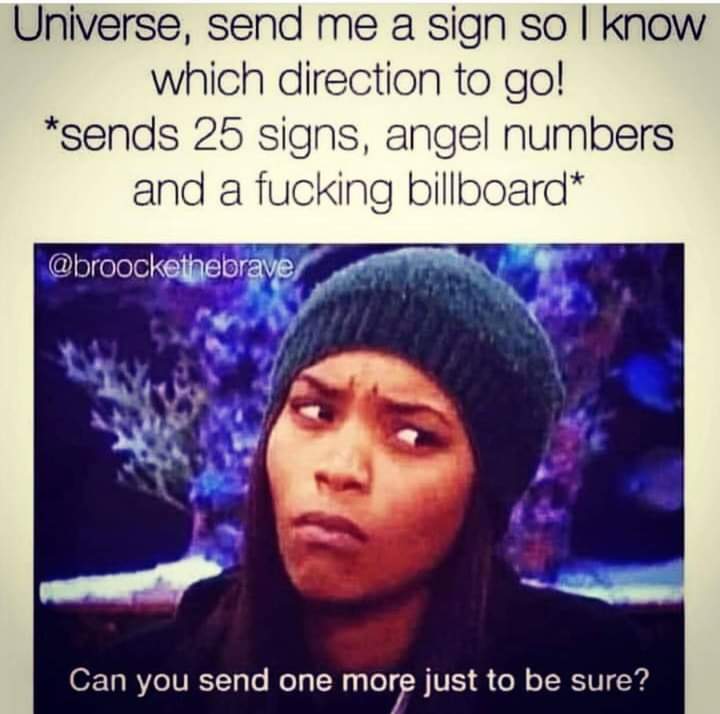 Universe, send me a sign so I know
which direction to go!
*sends 25 signs, angel numbers
and a fucking billboard*
@broockethebrave
Can you send one more just to be sure?